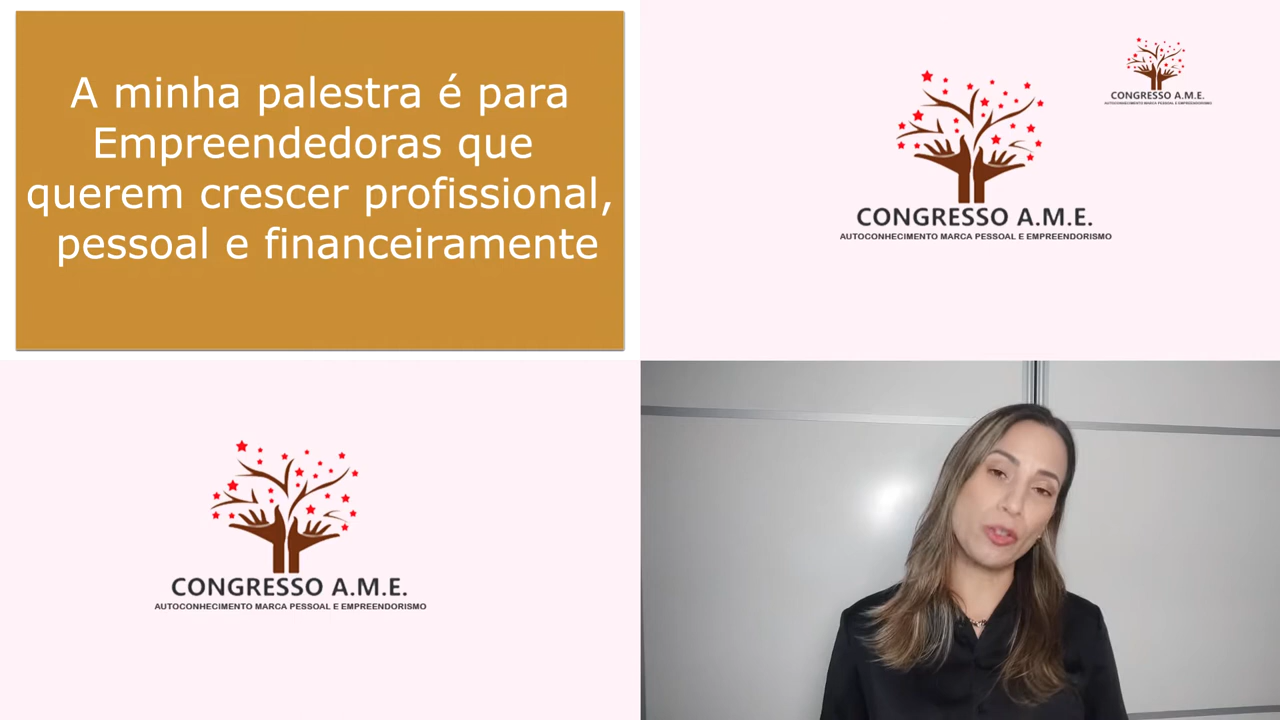 A minha palestra é para
Empreendedoras que
querem crescer profissional,
pessoal e financeiramente
CONGRESSO A.M.E.
AUTOCONHECIMENTO MARCA PESSOAL E EMPREENDORISMO
CONGRESSO A.M.E.
AUTOCONHECIMENTO MARCA PESSOAL E EMPREENDORISMO
CONGRESSO A.M.E.
AUTOCONHECIMENTO MARCA PESSOAL E EMPREENDORISMO